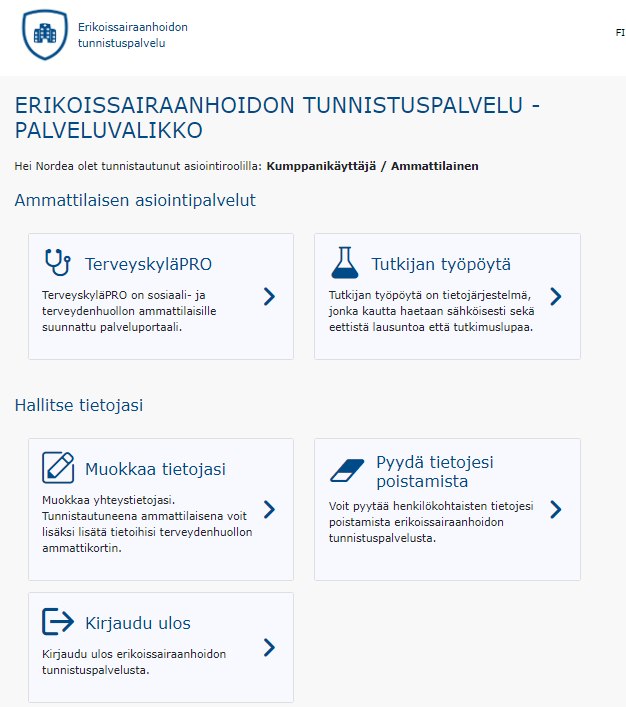 Erikoissairaanhoidon
tunnistuspalvelu
FI
ERIKOISSAIRAANHOIDON TUNNISTUSPALVELU -
PALVELUVALIKKO
Hei Nordea olet tunnistautunut asiointiroolilla: Kumppanikäyttäjä / Ammattilainen
Ammattilaisen asiointipalvelut
TerveyskyläPRO
TerveyskyläPRO on sosiaali- ja
terveydenhuollon ammattilaisille
suunnattu palveluportaali.
Tutkijan työpöytä
Tutkijan työpöytä on tietojärjestelmä,
jonka kautta haetaan sähköisesti sekä
eettistä lausuntoa että tutkimuslupaa.
Hallitse tietojasi
Muokkaa tietojasi
Muokkaa yhteystietojasi.
Tunnistautuneena ammattilaisena voit
lisäksi lisätä tietoihisi terveydenhuollon
ammattikortin.
Pyydä tietojesi
poistamista
Voit pyytää henkilökohtaisten tietojesi
poistamista erikoissairaanhoidon
tunnistuspalvelusta.
Kirjaudu ulos
Kirjaudu ulos erikoissairaanhoidon
tunnistuspalvelusta.